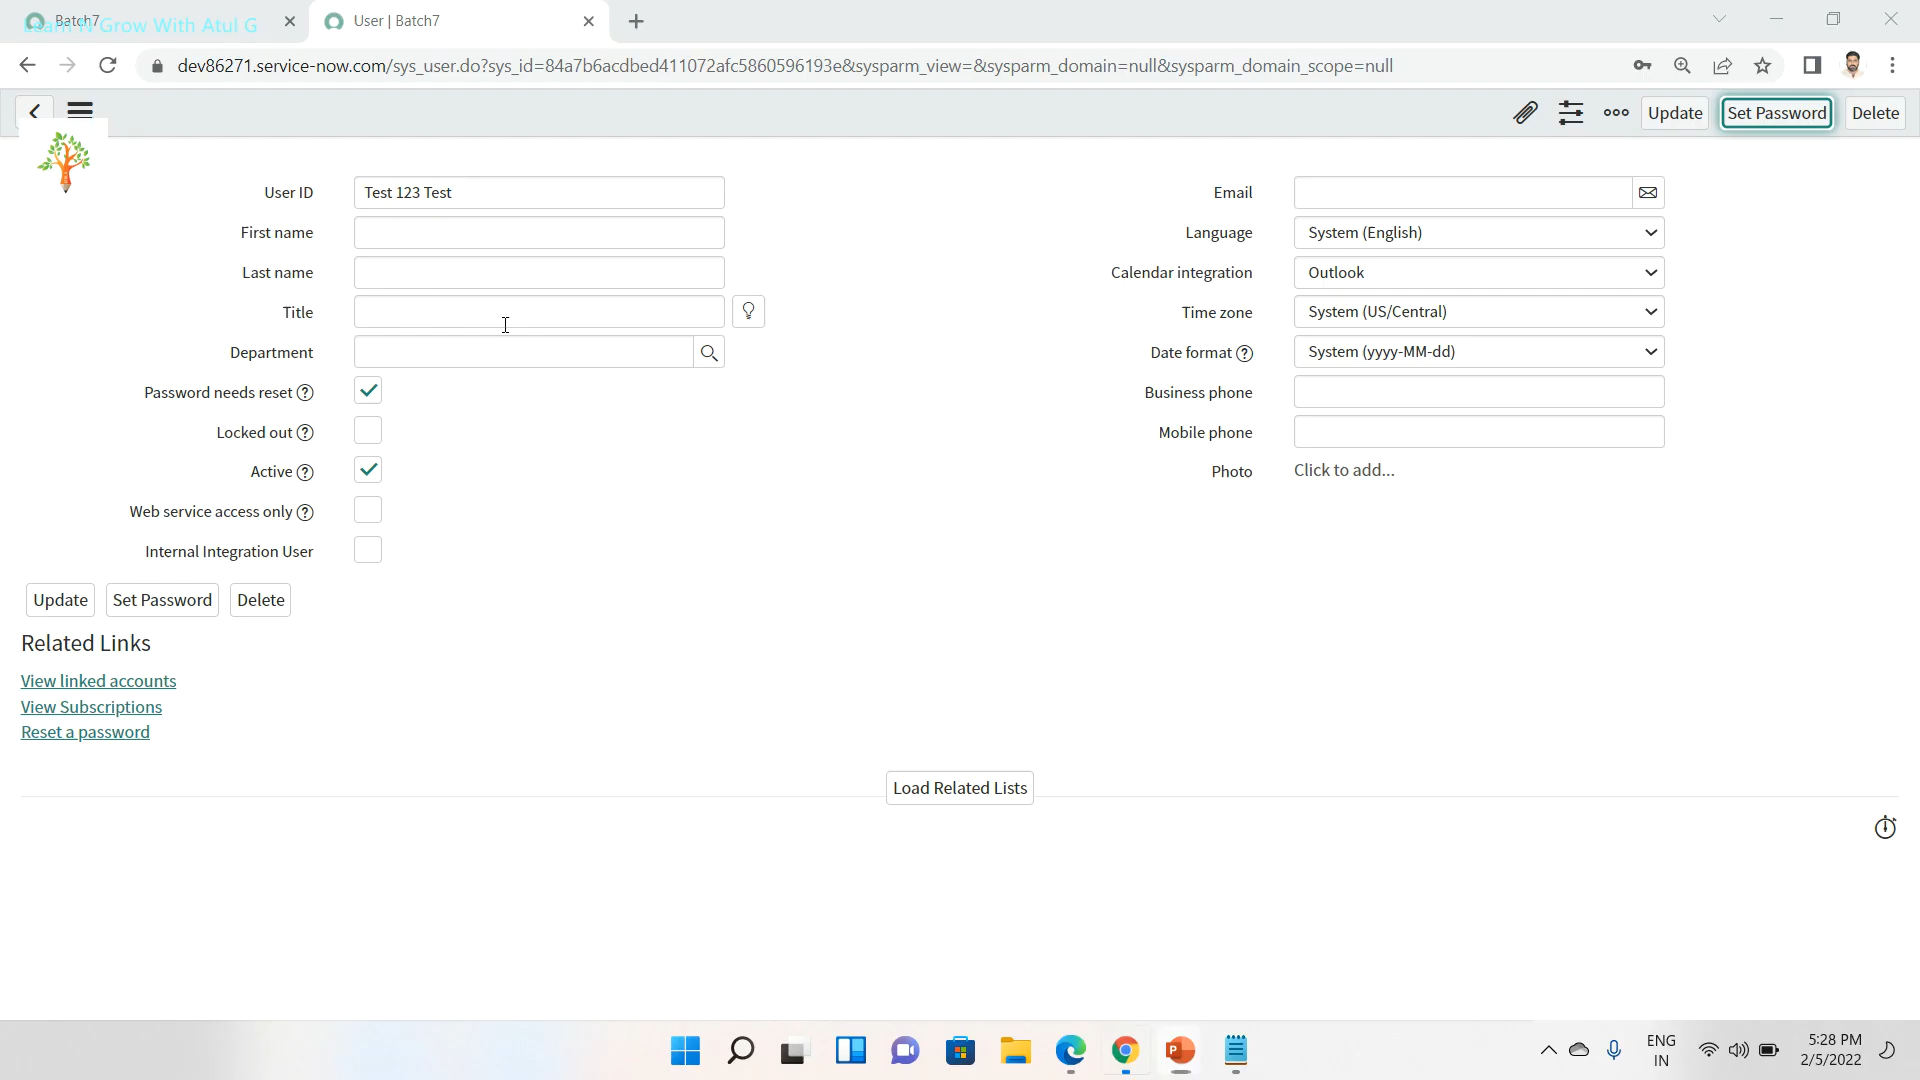 Batch7
Learn N Grow With Atul G
User | Batch7
dev86271.service-now.com/sys_user.do?sys_id=84a7b6acdbed411072afc5860596193e&sysparm_view=&sysparm_domain=null&sysparm_domain_scope=null
Update
Set Password
Delete
User ID
Test 123 Test
First name
Last name
Title
Department
Password needs reset
Locked out
Active
Web service access only
Internal Integration User
Email
Language
System (English)
Calendar integration
Outlook
Time zone
System (US/Central)
Date format
System (yyyy-MM-dd)
Business phone
Mobile phone
Photo
Click to add...
Update
Set Password
Delete
Related Links
View linked accounts
View Subscriptions
Reset a password
Load Related Lists
ENG
IN
5:28 PM
2/5/2022